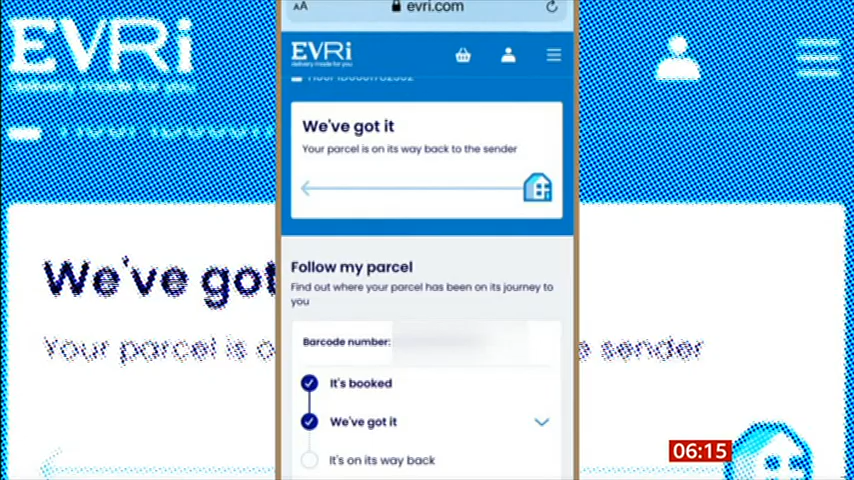 AA
evri.com
EVRi
delivery made for you.
EVRi
delivery made for you.
We've got it
Your parcel is on its way back to the sender
Follow my parcel
Find out where your parcel has been on its journey to
you
We've got
Your parcel is o
e sender
Barcode number:
It's booked
We've got it
It's on its way back
06:15